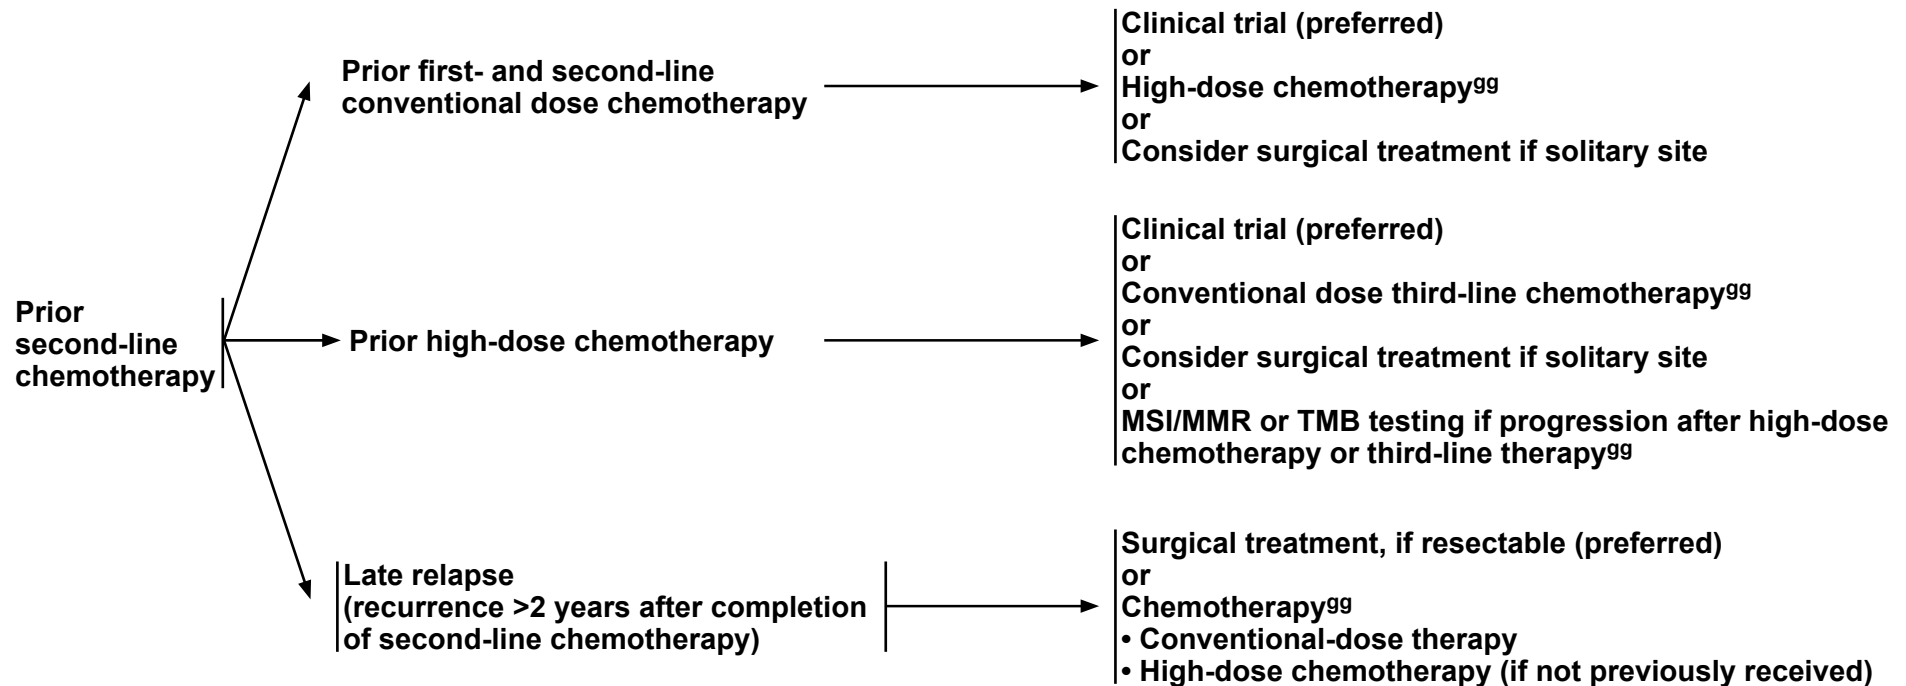 Prior
second-line
chemotherapy
Prior first- and second-line
conventional dose chemotherapy
Clinical trial (preferred)
or
High-dose chemotherapygg
or
Consider surgical treatment if solitary site
Prior high-dose chemotherapy
Clinical trial (preferred)
or
Conventional dose third-line chemotherapygg
or
Consider surgical treatment if solitary site
or
MSI/MMR or TMB testing if progression after high-dose
chemotherapy or third-line therapygg
Late relapse
(recurrence >2 years after completion
of second-line chemotherapy)
Surgical treatment, if resectable (preferred)
or
Chemotherapygg
• Conventional-dose therapy
• High-dose chemotherapy (if not previously received)